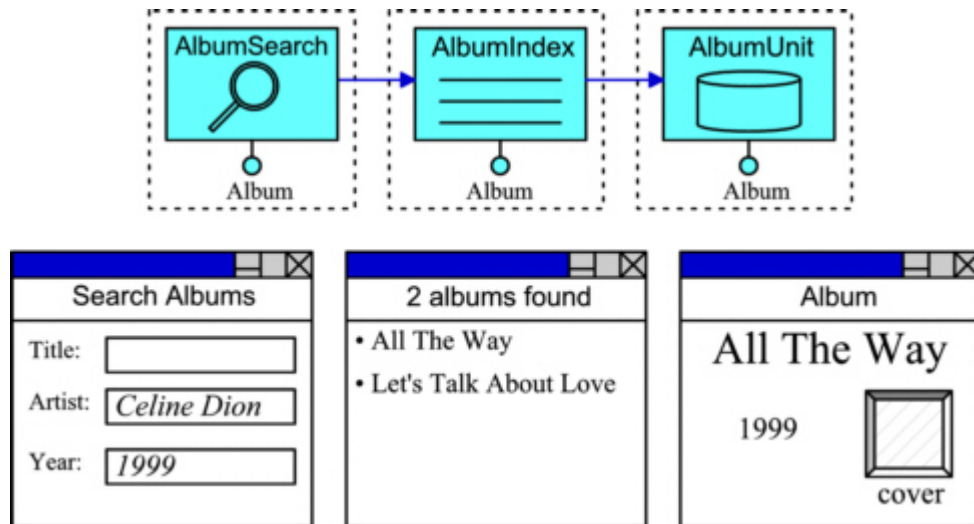 AlbumSearch
AlbumIndex
AlbumUnit
Album
Album
Album
Search Albums
Title:
Artist: Celine Dion
Year: 1999
2 albums found
• All The Way
• Let's Talk About Love
Album
All The Way
1999
cover